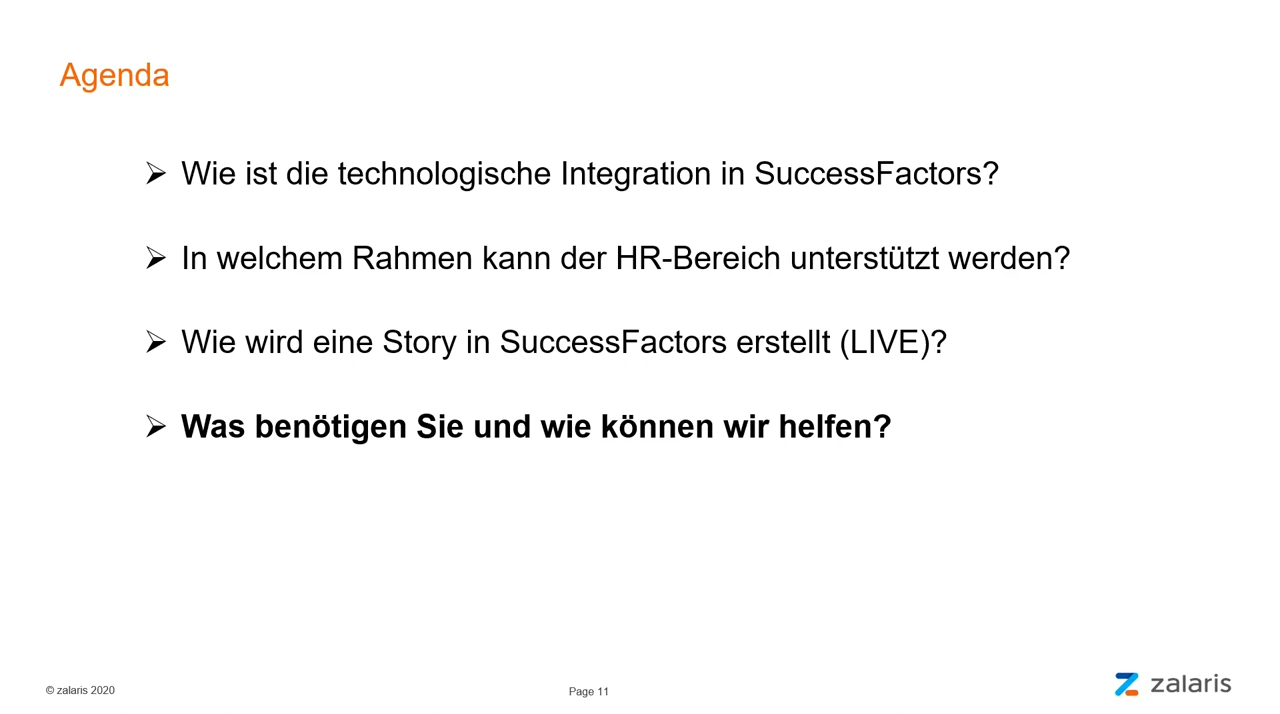 Agenda
➢ Wie ist die technologische Integration in SuccessFactors?
➢ In welchem Rahmen kann der HR-Bereich unterstützt werden?
➢ Wie wird eine Story in SuccessFactors erstellt (LIVE)?
➢ Was benötigen Sie und wie können wir helfen?
© zalaris 2020
Page 11
zalaris